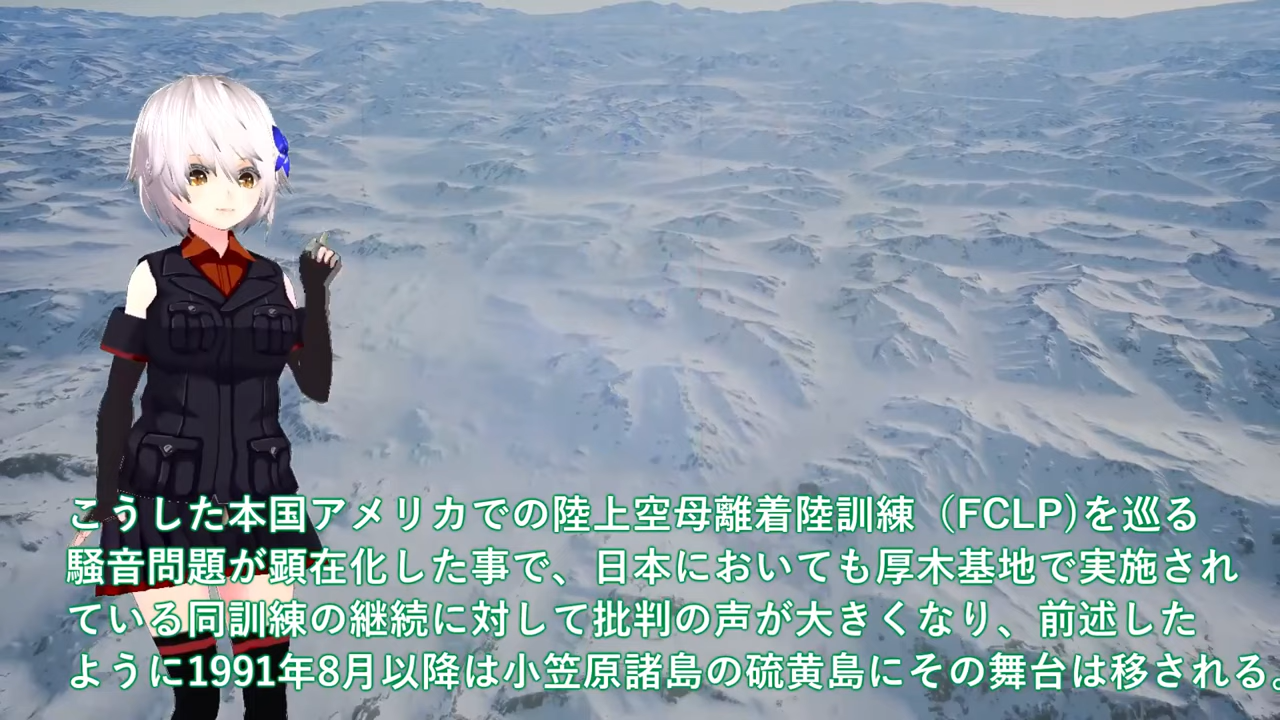 こうした本国アメリカでの陸上空母離着陸訓練（FCLP)を巡る
騒音問題が顕在化した事で、日本においても厚木基地で実施され
ている同訓練の継続に対して批判の声が大きくなり、前述した
ように1991年8月以降は小笠原諸島の硫黄島にその舞台は移される。